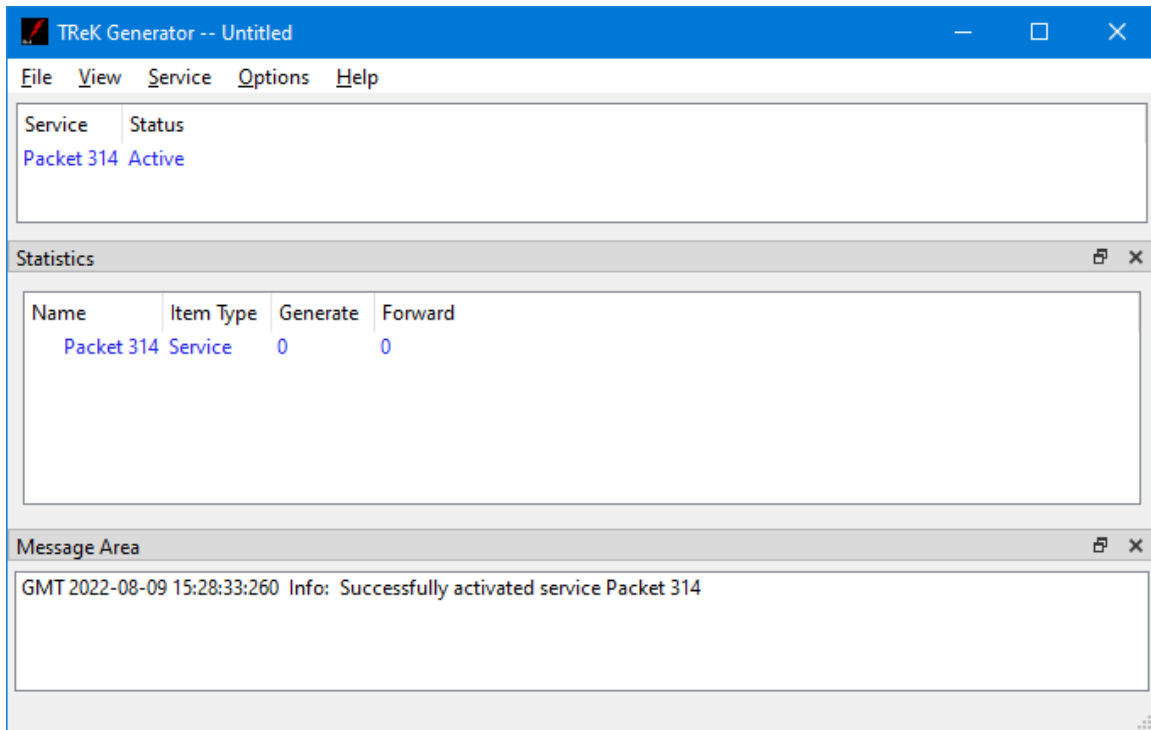 TReK Generator -- Untitled
File View Service Options Help
Service Status
Packet 314 Active
Statistics
Name Item Type Generate Forward
Packet 314 Service 0 0
Message Area
GMT 2022-08-09 15:28:33:260 Info: Successfully activated service Packet 314